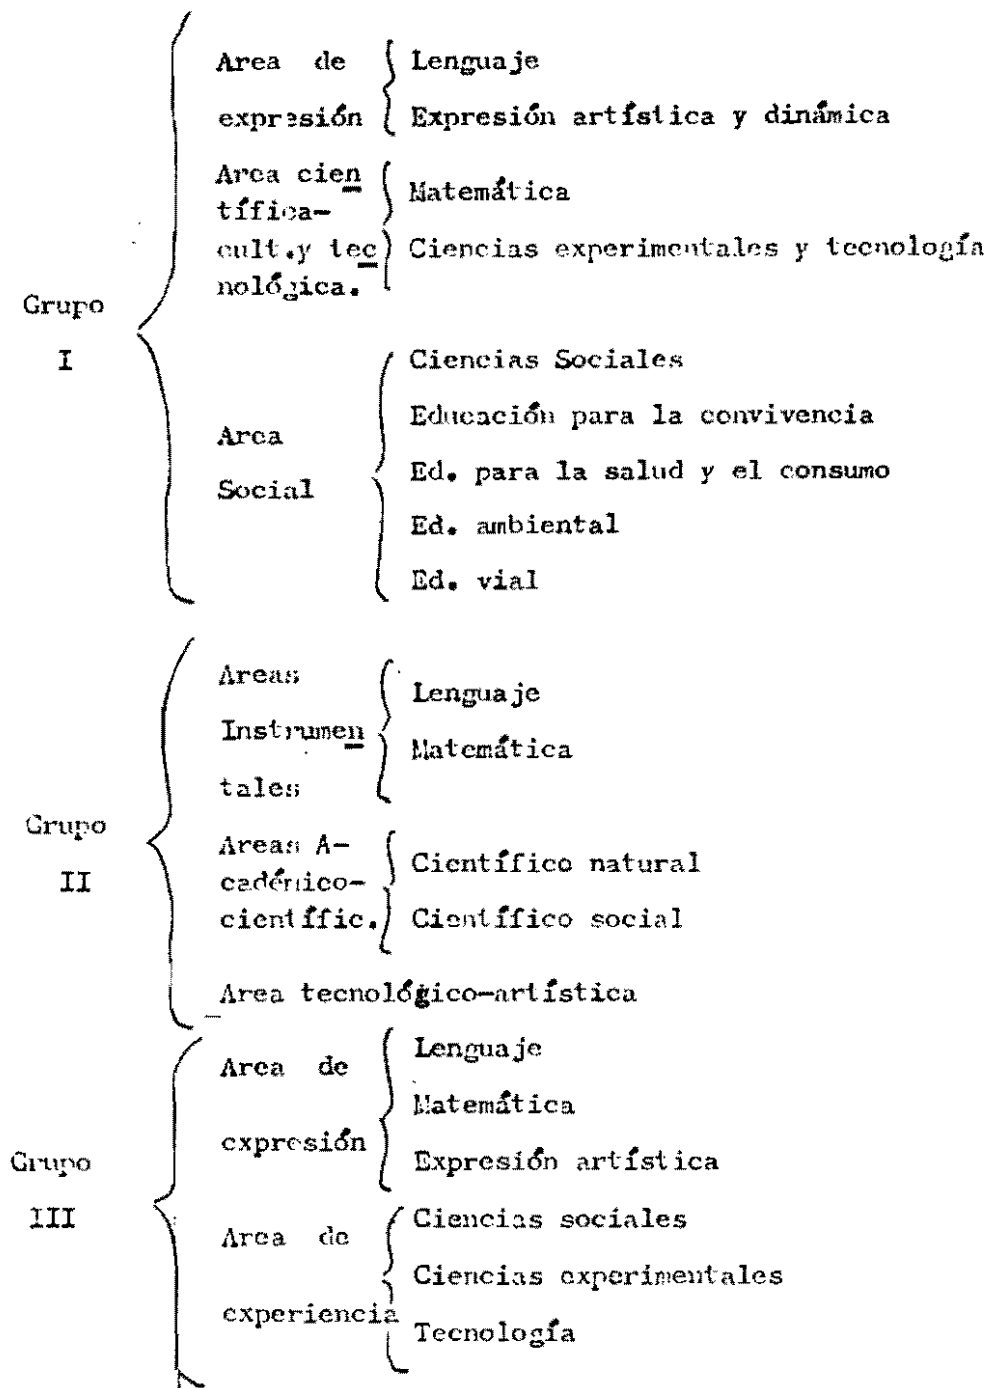 Grupo
I
Area de
expresión
Lenguaje
Expresión artística y dinámica
Area cien
tífica-
cult.y tec
nológica.
Matemática
Ciencias experimentales y tecnología
Area
Social
Ciencias Sociales
Educación para la convivencia
Ed. para la salud y el consumo
Ed. ambiental
Ed. vial
Grupo
II
Areas
Instrumen
tales
Lenguaje
Matemática
Areas A-
cadémico-
científic.
Científico natural
Científico social
Area tecnológico-artística
Grupo
III
Area de
expresión
Lenguaje
Matemática
Expresión artística
Area de
experiencia
Ciencias sociales
Ciencias experimentales
Tecnología